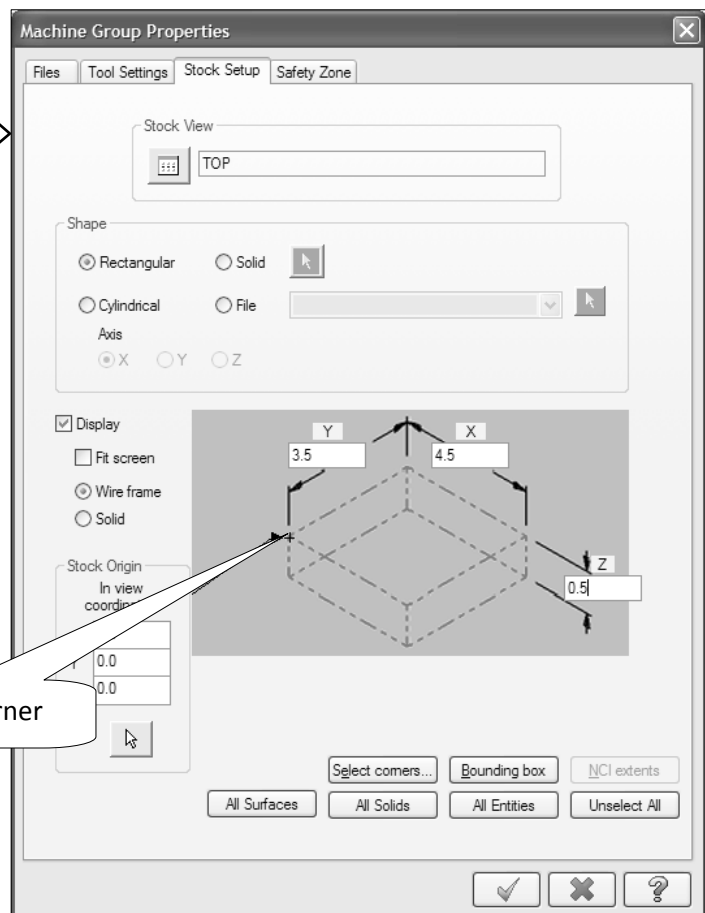 Machine Group Properties
Files Tool Settings Stock Setup Safety Zone
Stock View
TOP
Shape
Rectangular Solid
Cylindrical File
Axis
X Y Z
Display
Fit screen
Wire frame
Solid
Y X
3.5 4.5
Z
0.5
Stock Origin
In view
0.0
0.0
Select corners... Bounding box NCI extents
All Surfaces All Solids All Entities Unselect All